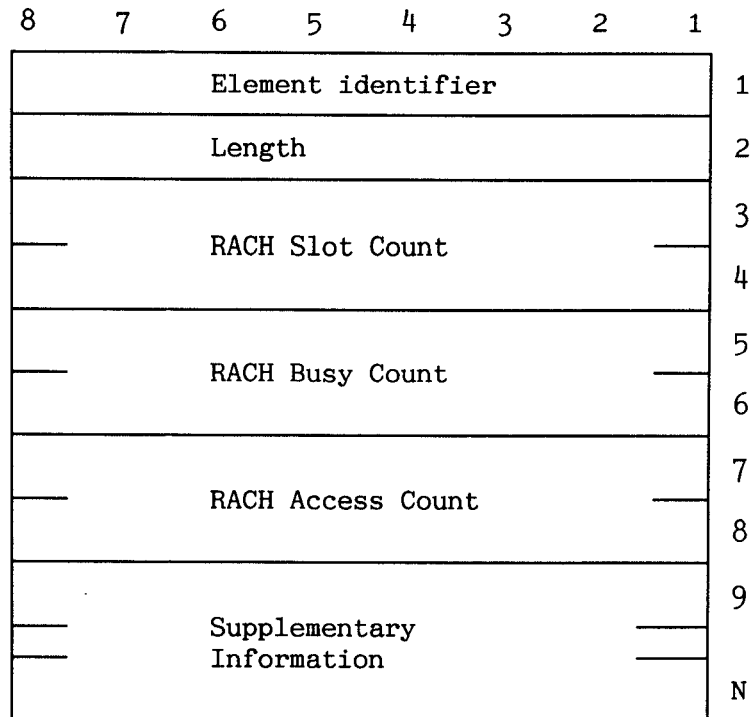 8 7 6 5 4 3 2 1
Element identifier 1
Length 2
3
RACH Slot Count
4
5
RACH Busy Count
6
7
RACH Access Count
8
9
Supplementary
Information
N